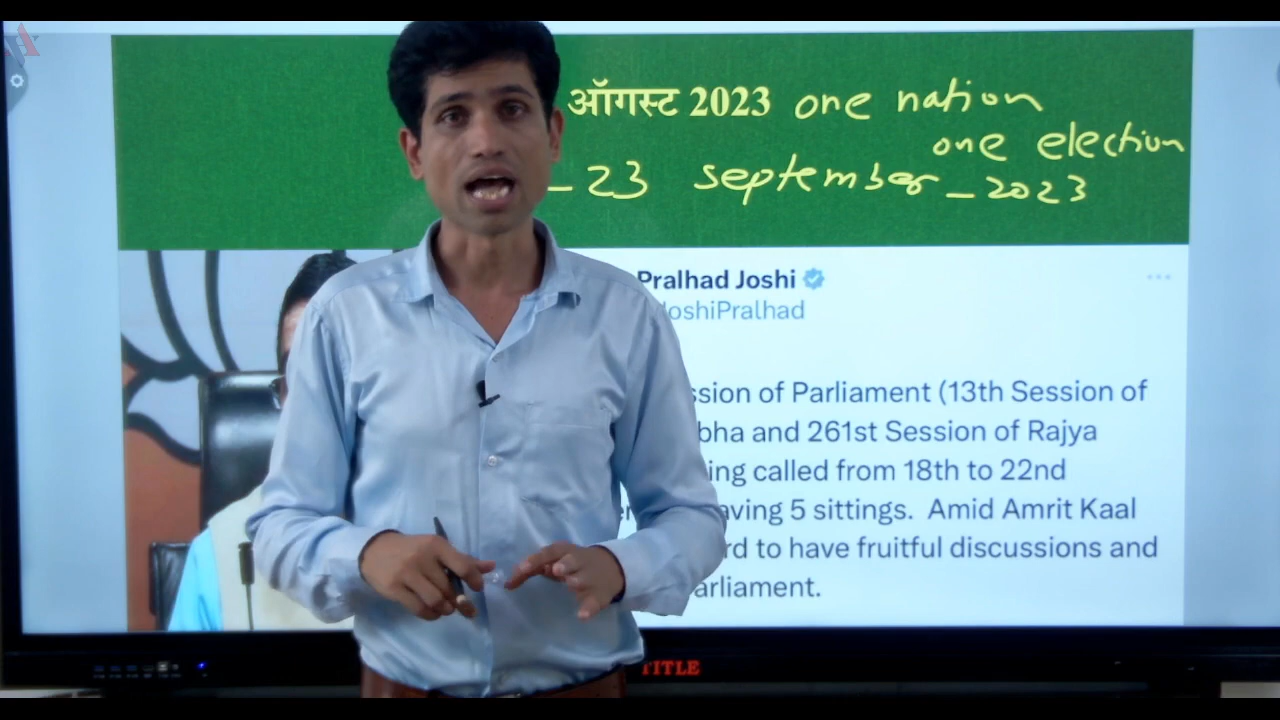 ऑगस्ट 2023 one nation
one election
_ 23 september _ 2023
Pralhad Joshi
JoshiPralhad
ssion of Parliament (13th Session of
bha and 261st Session of Rajya
ing called from 18th to 22nd
aving 5 sittings. Amid Amrit Kaal
rd to have fruitful discussions and
arliament.
TITLE